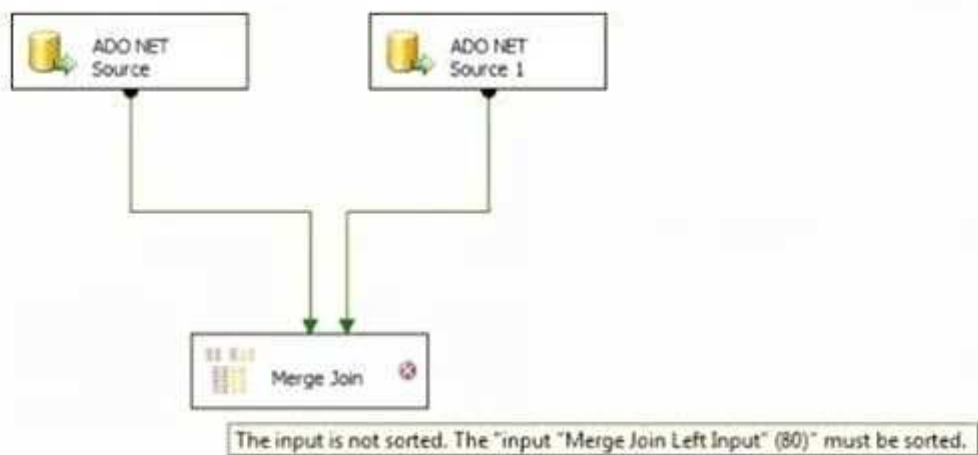 ADO NET
Source
ADO NET
Source 1
Merge Join
The input is not sorted. The "input "Merge Join Left Input" (80)" must be sorted.